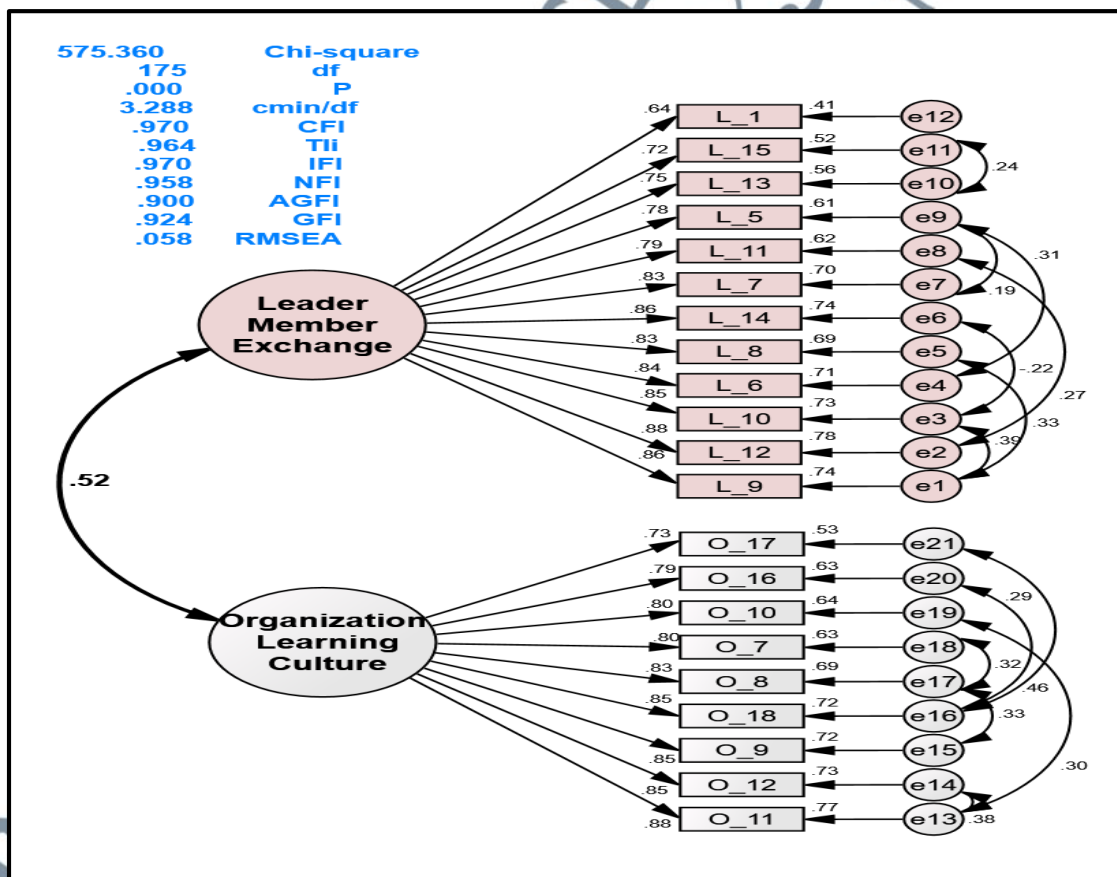 575.360 Chi-square
175 df
.000 P
3.288 cmin/df
.970 CFI
.964 Tli
.970 IFI
.958 NFI
.900 AGFI
.924 GFI
.058 RMSEA
Leader
Member
Exchange
.52
Organization
Learning
Culture
.64 L_1 .41 e12
.72 L_15 .52 e11
.24
.75 L_13 .56 e10
.78 L_5 .61 e9
.31
.79 L_11 .62 e8
.83 L_7 .70 e7
.19
.86 L_14 .74 e6
.83 L_8 .69 e5
-.22
.84 L_6 .71 e4
.27
.85 L_10 .73 e3
.33
.88 L_12 .78 e2
.39
.86 L_9 .74 e1
.73 O_17 .53 e21
.79 O_16 .63 e20
.29
.80 O_10 .64 e19
.80 O_7 .63 e18
.32
.83 O_8 .69 e17
.46
.85 O_18 .72 e16
.33
.85 O_9 .72 e15
.30
.85 O_12 .73 e14
.88 O_11 .77 e13
.38